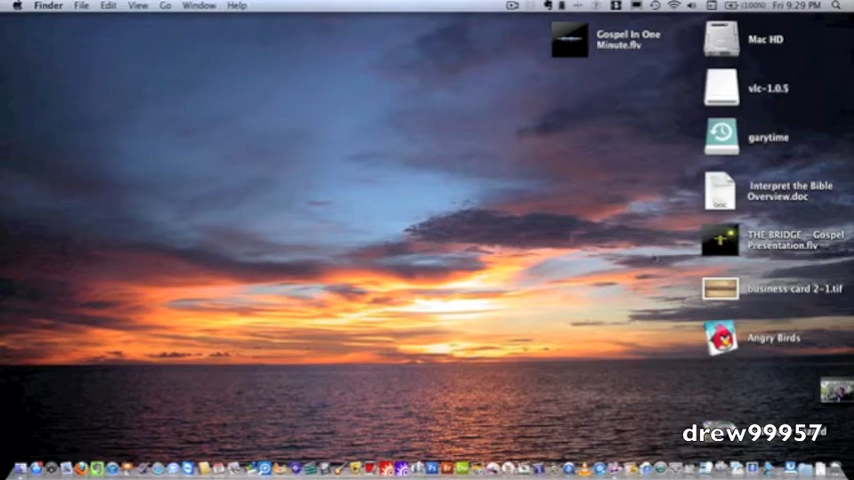 Finder File Edit View Go Window Help
(100%) Fri 9:29 PM
Gospel In One
Minute.flv
Mac HD
vlc-1.0.5
garytime
Interpret the Bible
Overview.doc
DOC
THE BRIDGE - Gospel
Presentation.flv
business card 2-1.tif
Angry Birds
drew99957